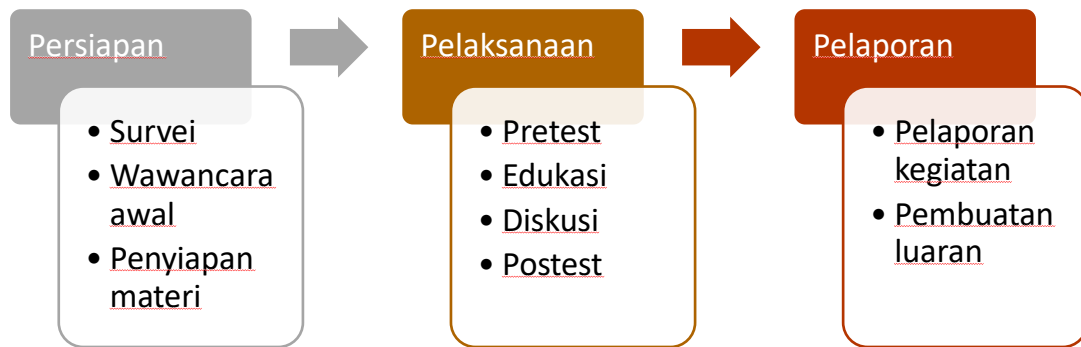 Persiapan
• Survei
• Wawancara
awal
• Penyiapan
materi
Pelaksanaan
• Pretest
• Edukasi
• Diskusi
• Postest
Pelaporan
• Pelaporan
kegiatan
• Pembuatan
luaran